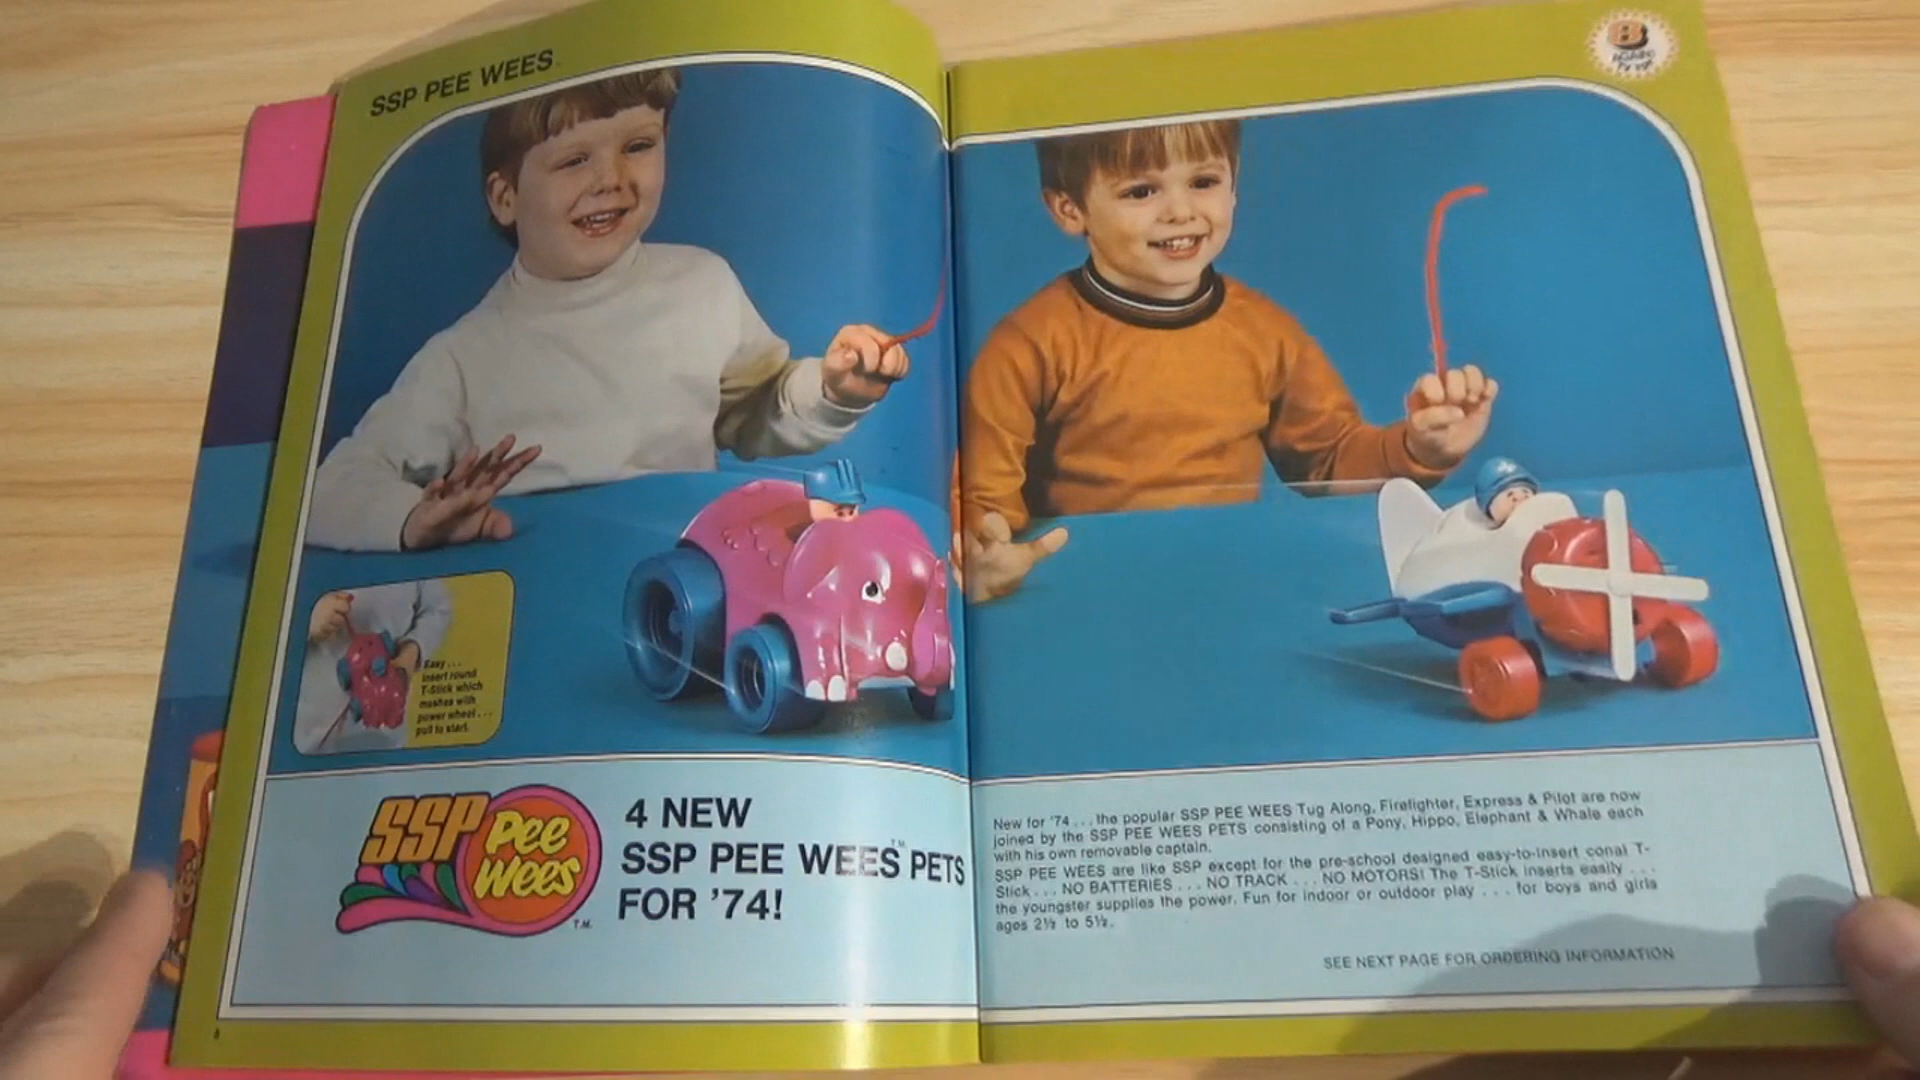 SSP PEE WEES
8
AGAIN!
Easy...
insert round
T-Stick which
meshes with
power wheel...
pull to start.
SSP
Pee
Wees
T.M.
4 NEW
SSP PEE WEES™ PETS
FOR '74!
New for '74 ... the popular SSP PEE WEES Tug Along, Firefighter, Express & Pilot are now
joined by the SSP PEE WEES PETS consisting of a Pony, Hippo, Elephant & Whale each
with his own removable captain.
SSP PEE WEES are like SSP except for the pre-school designed easy-to-insert conal T-
Stick ... NO BATTERIES ... NO TRACK ... NO MOTORS! The T-Stick inserts easily ...
the youngster supplies the power. Fun for indoor or outdoor play .... for boys and girls
ages 2½ to 5½.
SEE NEXT PAGE FOR ORDERING INFORMATION
8